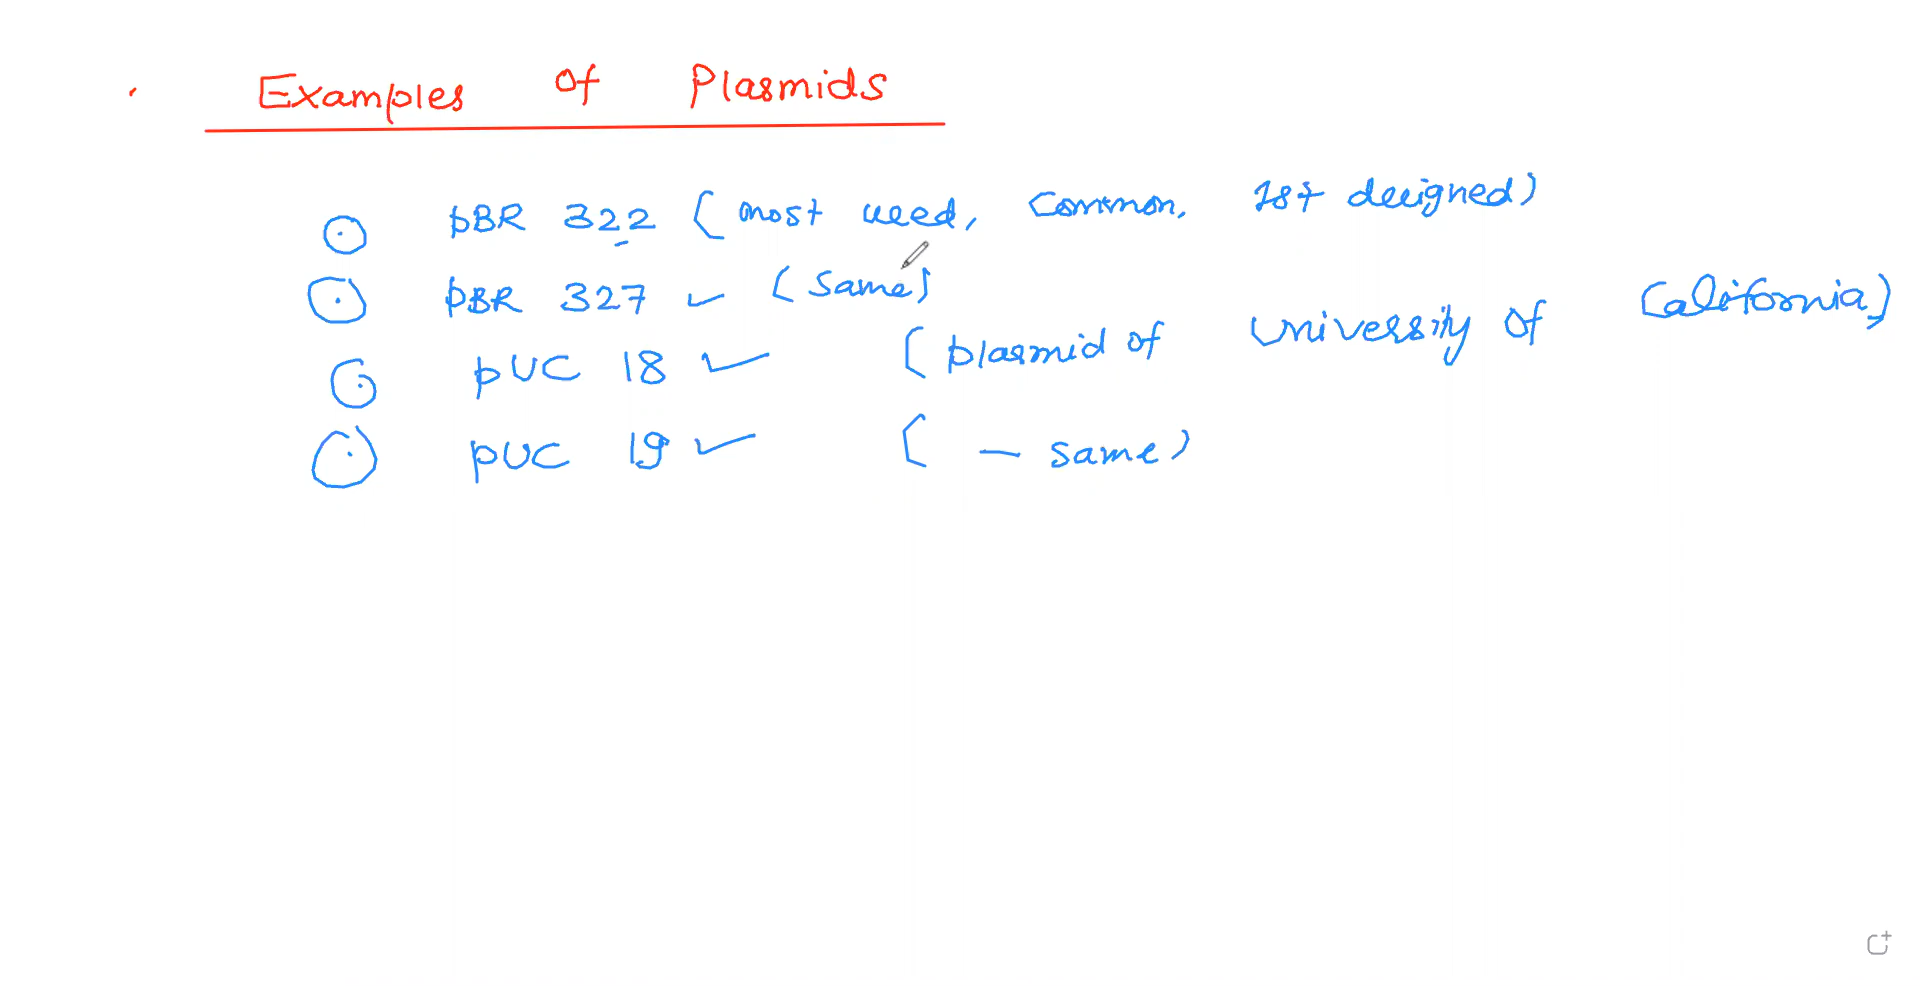 Examples of Plasmids
pBR 322 (most used, Common, 1st designed)
pBR 327 ✓ (Same)
pUC 18 ✓ (plasmid of University of California)
pUC 19 ✓ ( — same)